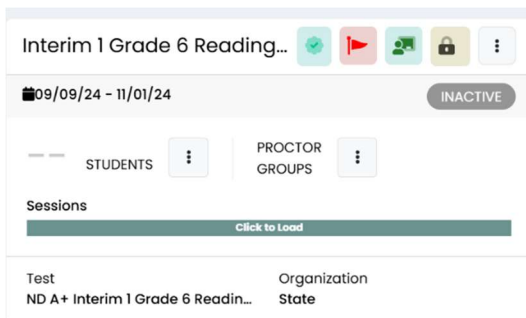 Interim 1 Grade 6 Reading...
09/09/24 - 11/01/24
INACTIVE
-- STUDENTS
PROCTOR
GROUPS
Sessions
Click to Load
Test
Organization
ND A+ Interim 1 Grade 6 Readin...
State